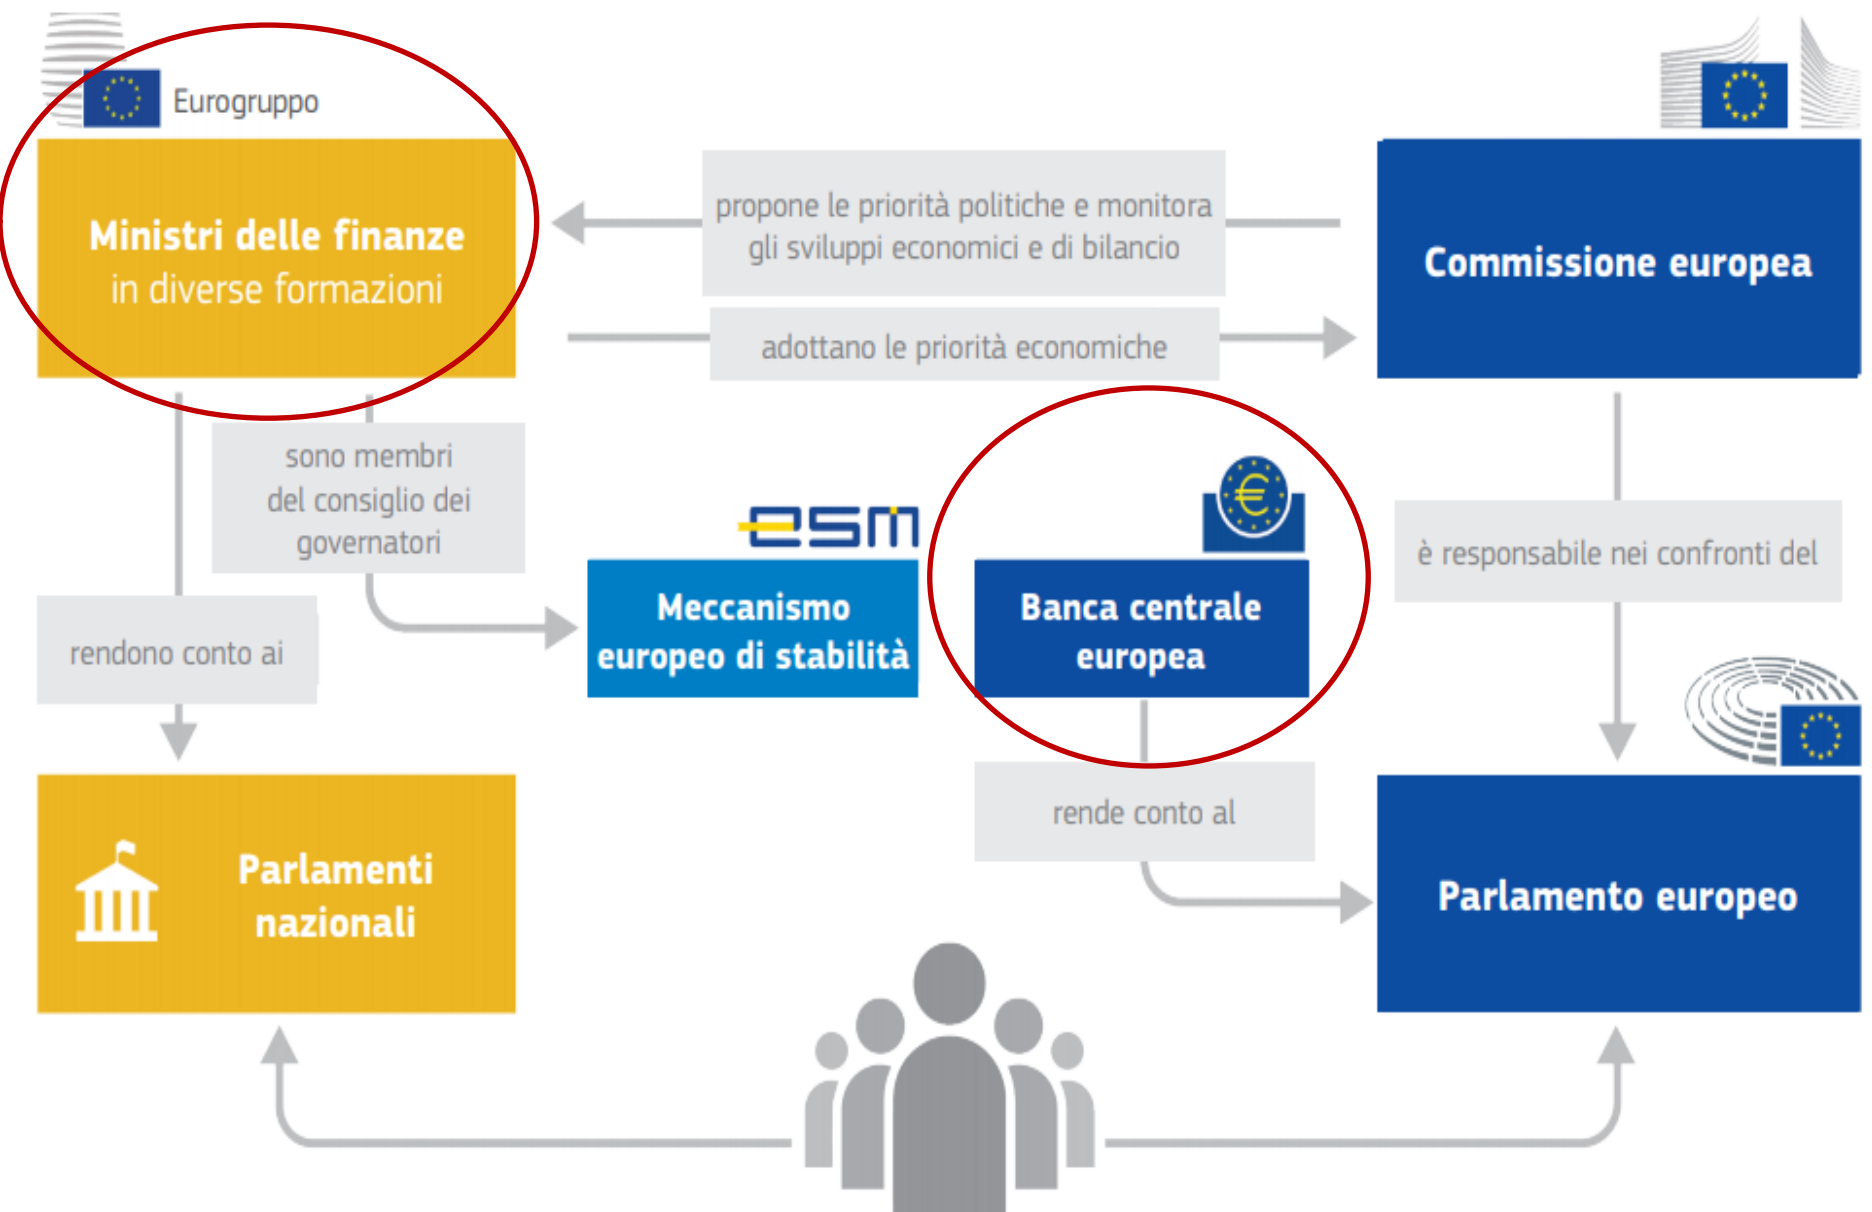 Eurogruppo
Ministri delle finanze
in diverse formazioni
propone le priorità politiche e monitora
gli sviluppi economici e di bilancio
adottano le priorità economiche
Commissione europea
sono membri
del consiglio dei
governatori
rendono conto ai
esm
Meccanismo
europeo di stabilità
€
Banca centrale
europea
è responsabile nei confronti del
rende conto al
Parlamenti
nazionali
Parlamento europeo